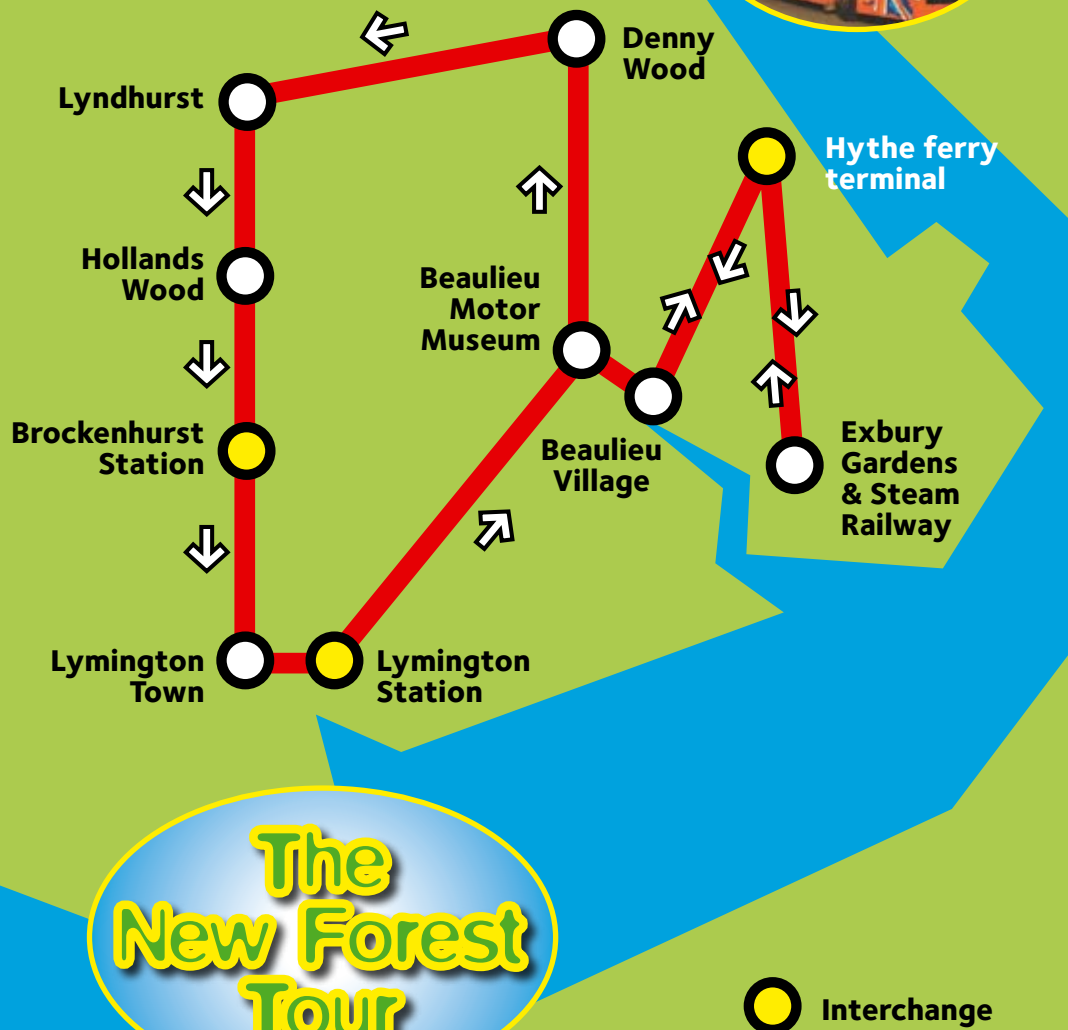 Denny
Wood
Lyndhurst
Hythe ferry
terminal
Hollands
Wood
Beaulieu
Motor
Museum
Brockenhurst
Station
Beaulieu
Village
Exbury
Gardens
& Steam
Railway
Lymington
Town
Lymington
Station
The
New Forest
Tour
Interchange